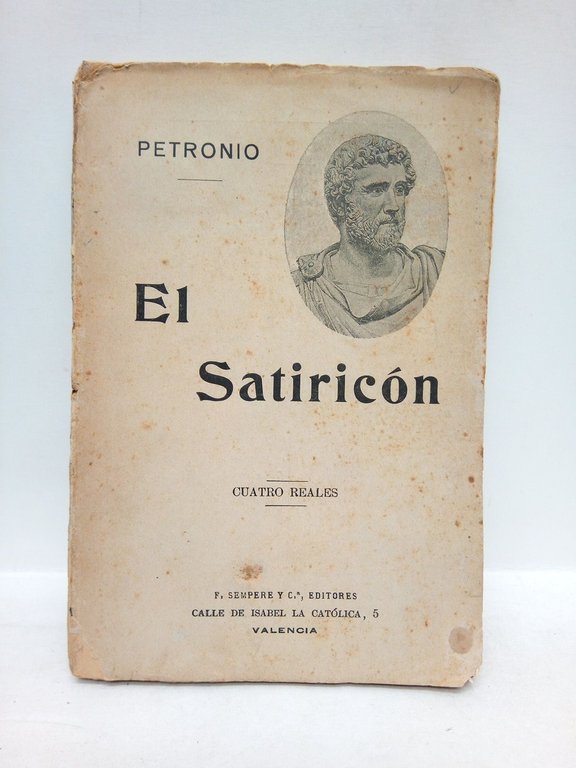 PETRONIO
El
Satiricón
CUATRO REALES
F. SEMPERE Y C.ª, EDITORES
CALLE DE ISABEL LA CATÓLICA, 5
VALENCIA